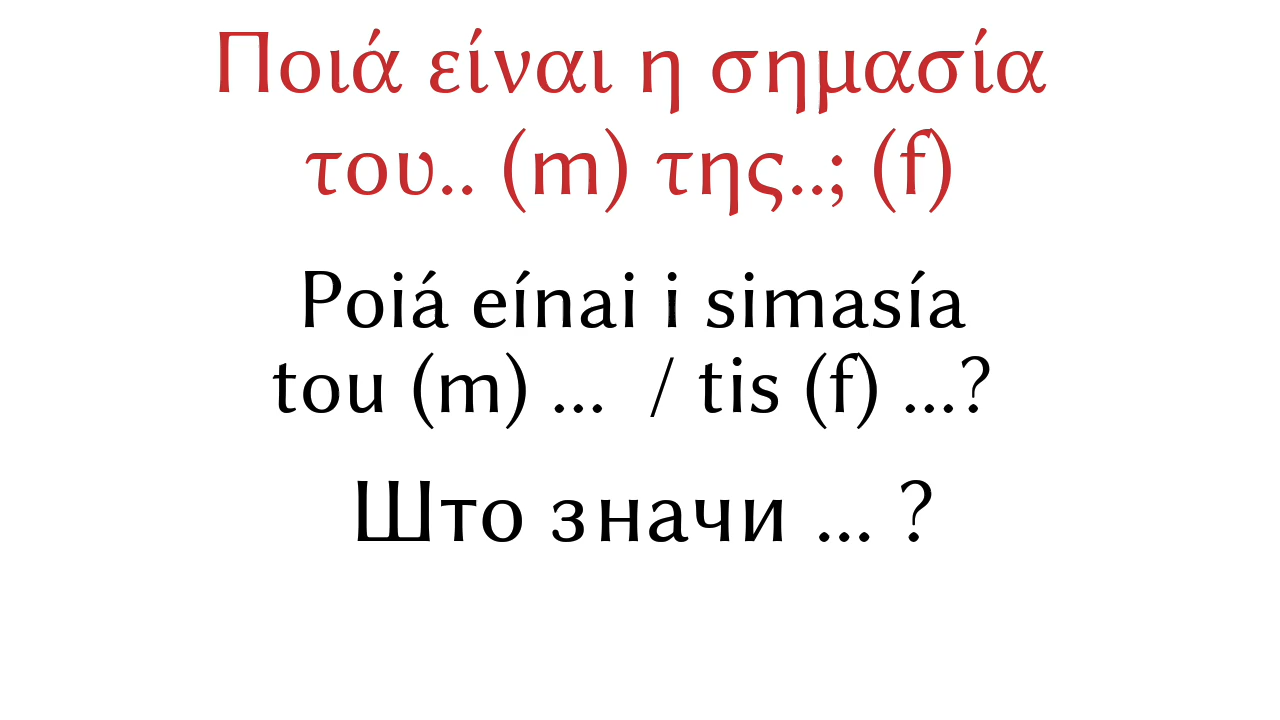 Ποιά είναι η σημασία
του.. (m) της..; (f)
Poiá eínai i simasía
tou (m) ... / tis (f) ...?
Што значи ... ?